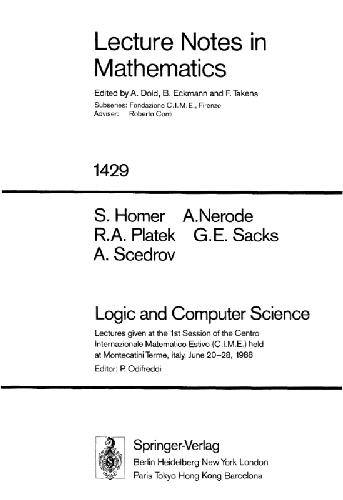 Lecture Notes in
Mathematics
Edited by A. Dold, B. Eckmann and F. Takens
Subseries: Fondazione C.I.M.E., Firenze
Adviser: Roberto Conti
1429
S. Homer A.Nerode
R.A. Platek G.E. Sacks
A. Scedrov
Logic and Computer Science
Lectures given at the 1st Session of the Centro
Internazionale Matematico Estivo (C.I.M.E.) held
at Montecatini Terme, Italy, June 20–28, 1988
Editor: P. Odifreddi
Springer-Verlag
Berlin Heidelberg New York London
Paris Tokyo Hong Kong Barcelona